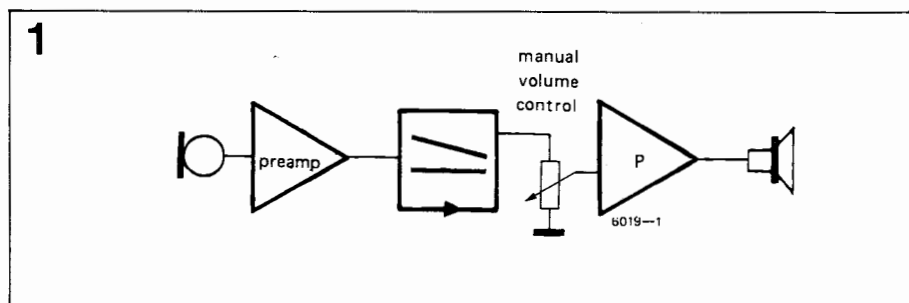 1
manual
volume
control
preamp
P
6019—1